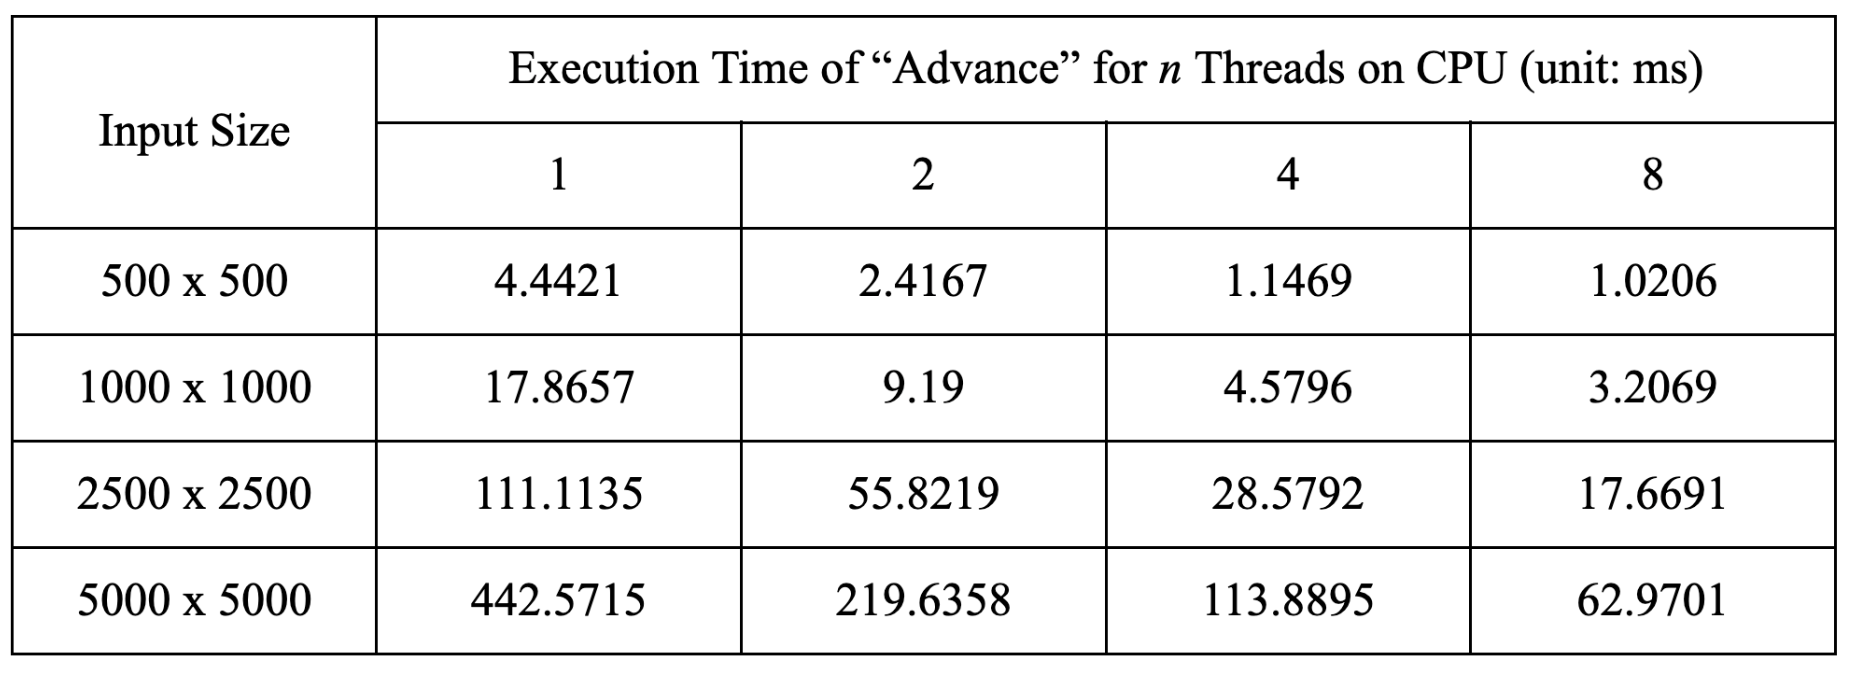 Execution Time of “Advance” for n Threads on CPU (unit: ms)
Input Size
1 2 4 8
500 x 500 4.4421 2.4167 1.1469 1.0206
1000 x 1000 17.8657 9.19 4.5796 3.2069
2500 x 2500 111.1135 55.8219 28.5792 17.6691
5000 x 5000 442.5715 219.6358 113.8895 62.9701